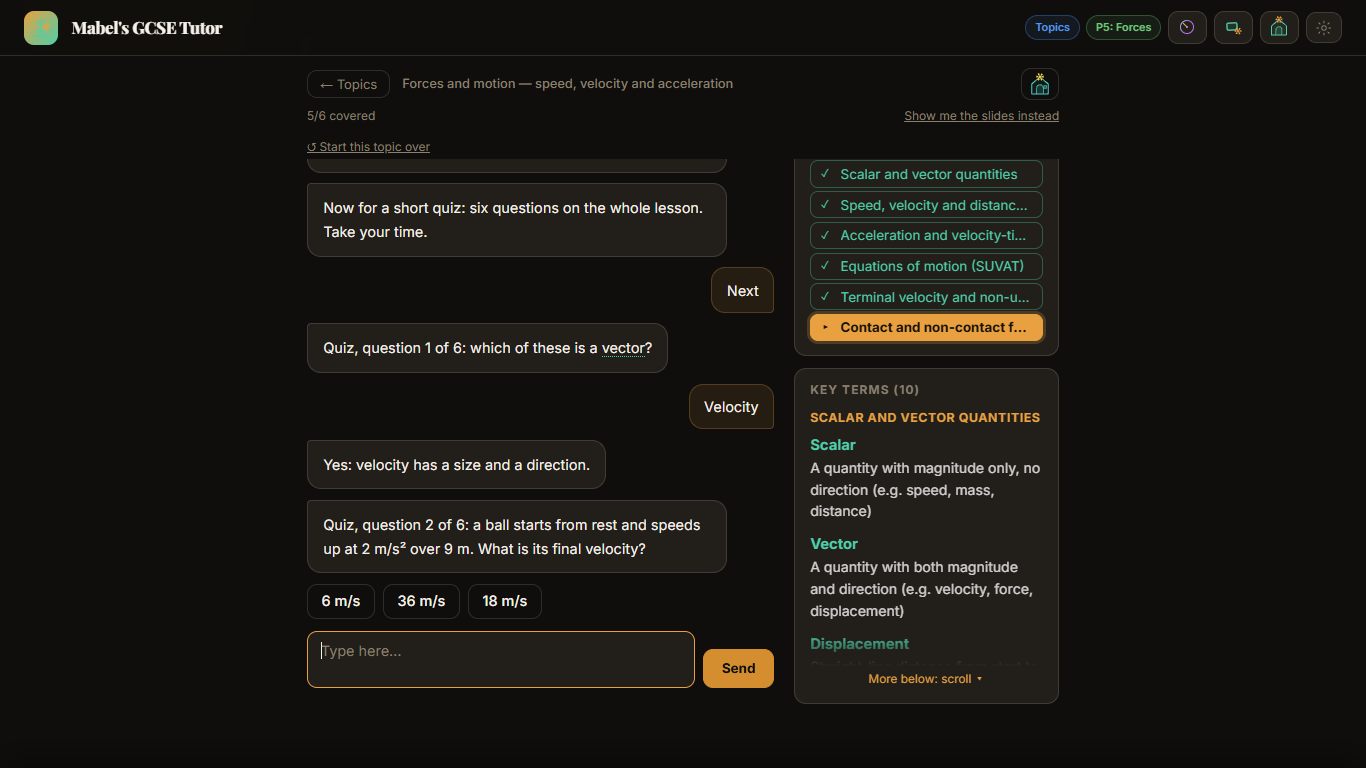 Mabel's GCSE Tutor
Topics
P5: Forces
← Topics
Forces and motion — speed, velocity and acceleration
5/6 covered
Show me the slides instead
↺ Start this topic over
Now for a short quiz: six questions on the whole lesson.
Take your time.
Next
Quiz, question 1 of 6: which of these is a vector?
Velocity
Yes: velocity has a size and a direction.
Quiz, question 2 of 6: a ball starts from rest and speeds
up at 2 m/s² over 9 m. What is its final velocity?
6 m/s
36 m/s
18 m/s
Type here...
Send
✓ Scalar and vector quantities
✓ Speed, velocity and distanc...
✓ Acceleration and velocity-ti...
✓ Equations of motion (SUVAT)
✓ Terminal velocity and non-u...
▸ Contact and non-contact f...
KEY TERMS (10)
SCALAR AND VECTOR QUANTITIES
Scalar
A quantity with magnitude only, no
direction (e.g. speed, mass,
distance)
Vector
A quantity with both magnitude
and direction (e.g. velocity, force,
displacement)
Displacement
More below: scroll ▾